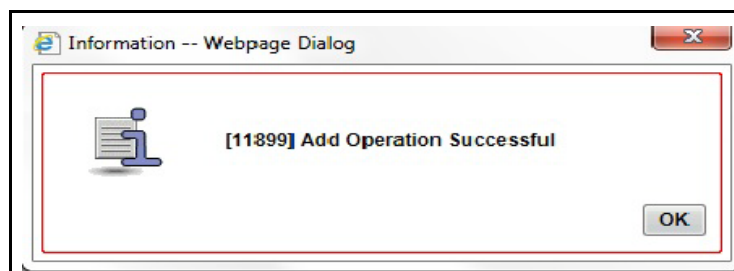 Information -- Webpage Dialog
[11899] Add Operation Successful
OK